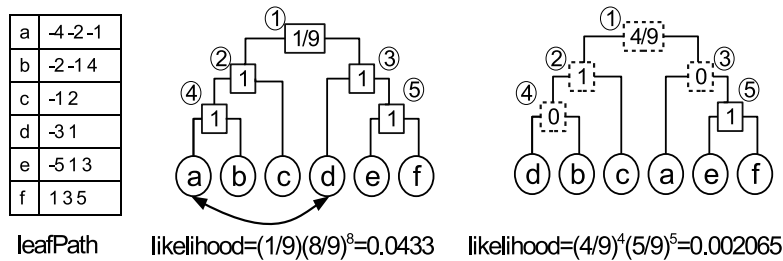 a -4 -2 -1
b -2 -1 4
c -1 2
d -3 1
e -5 1 3
f 1 3 5
leafPath
① 1/9
② 1 1 ③
④ 1 1 ⑤
a b c d e f
likelihood=(1/9)(8/9)⁸=0.0433
① 4/9
② 1 0 ③
④ 0 1 ⑤
d b c a e f
likelihood=(4/9)⁴(5/9)⁵=0.002065